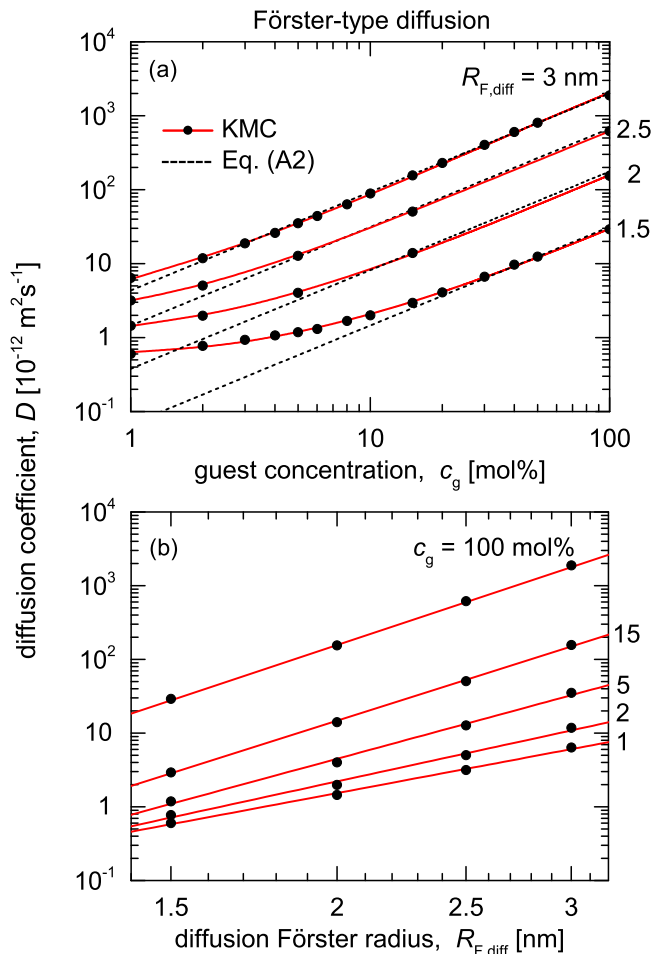 Förster-type diffusion
(a)
R_F,diff = 3 nm
KMC
Eq. (A2)
2.5
2
1.5
10^4
10^3
10^2
10
1
10^-1
1
10
100
guest concentration, c_g [mol%]
diffusion coefficient, D [10^-12 m^2s^-1]
(b)
c_g = 100 mol%
15
5
2
1
10^4
10^3
10^2
10
1
10^-1
1.5
2
2.5
3
diffusion Förster radius, R_F,diff [nm]